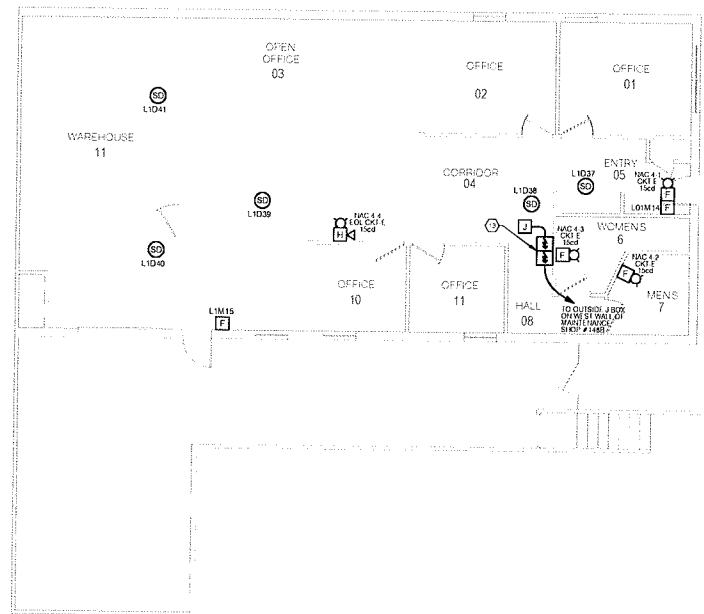 OPEN
OFFICE
03
OFFICE
02
OFFICE
01
SD
L1D41
WAREHOUSE
11
CORRIDOR
04
ENTRY
05
L1D37
SD
NAC 4-1
CKT E
15cd
F
L01M14
F
L1D38
SD
SD
L1D39
NAC 4-4
EOL CKT-E
15cd
H
13
J
NAC 4-3
CKT E
15cd
F
WOMENS
6
NAC 4-2
CKT E
15cd
F
SD
L1D40
OFFICE
10
OFFICE
11
HALL
08
MENS
7
TO OUTSIDE J BOX
ON WEST WALL OF
MAINTENANCE
L1M15
F